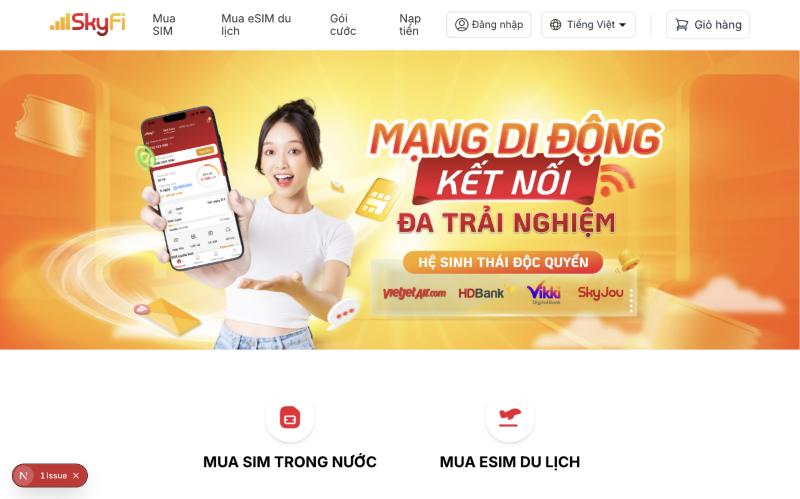 SkyFi
Mua SIM
Mua eSIM du lịch
Gói cước
Nạp tiền
Đăng nhập
Tiếng Việt
Giỏ hàng
MẠNG DI ĐỘNG
KẾT NỐI
ĐA TRẢI NGHIỆM
HỆ SINH THÁI ĐỘC QUYỀN
vietjetAir.com HDBank Vikki SkyJoy
Digital Bank
MUA SIM TRONG NƯỚC
MUA ESIM DU LỊCH
N 1 Issue